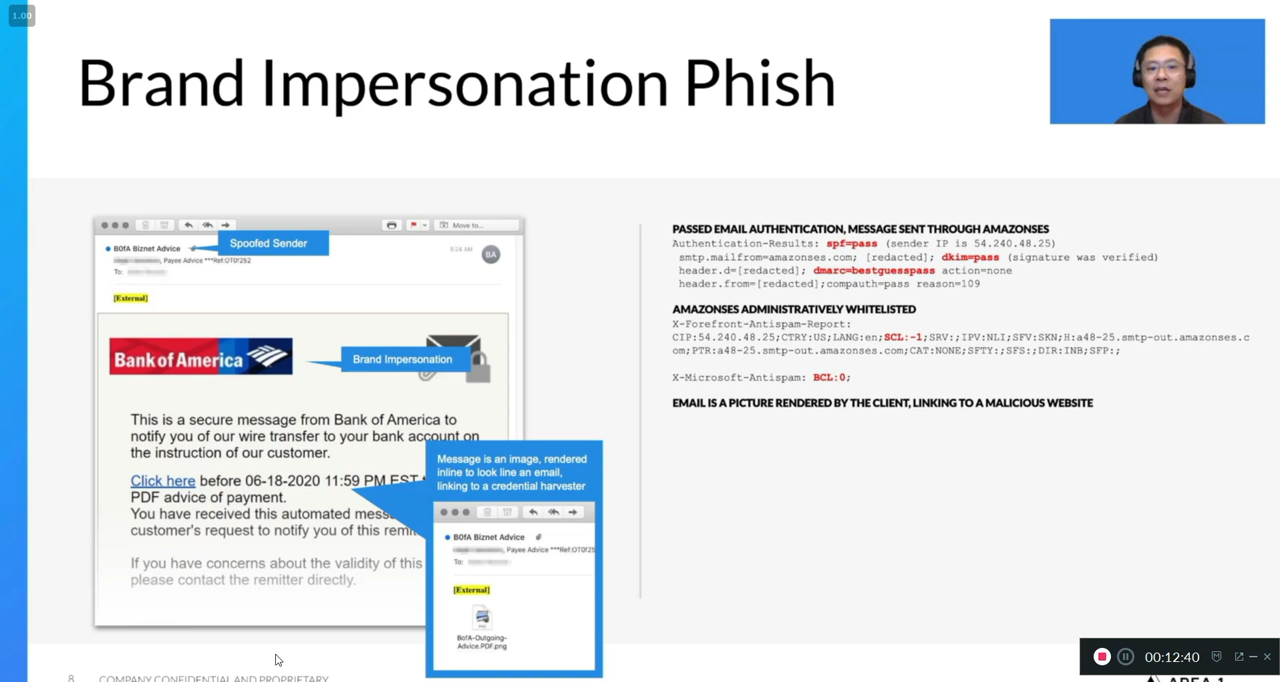 1.00
Brand Impersonation Phish
Move to...
B0fA Biznet Advice
Spoofed Sender
, Payee Advice ***Ref:OT0f252
9:24 AM
BA
To:
[External]
Bank of America
Brand Impersonation
This is a secure message from Bank of America to
notify you of our wire transfer to your bank account on
the instruction of our customer.
Click here before 06-18-2020 11:59 PM EST
PDF advice of payment.
You have received this automated mess
customer's request to notify you of this remi
If you have concerns about the validity of this
please contact the remitter directly.
Message is an image, rendered
inline to look line an email,
linking to a credential harvester
B0fA Biznet Advice
, Payee Advice ***Ref:OT0f25
To:
[External]
BofA-Outgoing-
Advice.PDF.png
PASSED EMAIL AUTHENTICATION, MESSAGE SENT THROUGH AMAZONSES
Authentication-Results: spf=pass (sender IP is 54.240.48.25)
smtp.mailfrom=amazonses.com; [redacted]; dkim=pass (signature was verified)
header.d=[redacted]; dmarc=bestguesspass action=none
header.from=[redacted];compauth=pass reason=109
AMAZONSES ADMINISTRATIVELY WHITELISTED
X-Forefront-Antispam-Report:
CIP:54.240.48.25;CTRY:US;LANG:en;SCL:-1;SRV:;IPV:NLI;SFV:SKN;H:a48-25.smtp-out.amazonses.c
om;PTR:a48-25.smtp-out.amazonses.com;CAT:NONE;SFTY:;SFS:;DIR:INB;SFP:;
X-Microsoft-Antispam: BCL:0;
EMAIL IS A PICTURE RENDERED BY THE CLIENT, LINKING TO A MALICIOUS WEBSITE
00:12:40
8 COMPANY CONFIDENTIAL AND PROPRIETARY
AREA 1